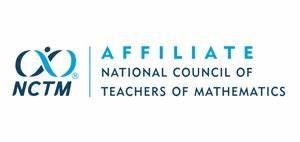 NCTM®
AFFILIATE
NATIONAL COUNCIL OF
TEACHERS OF MATHEMATICS